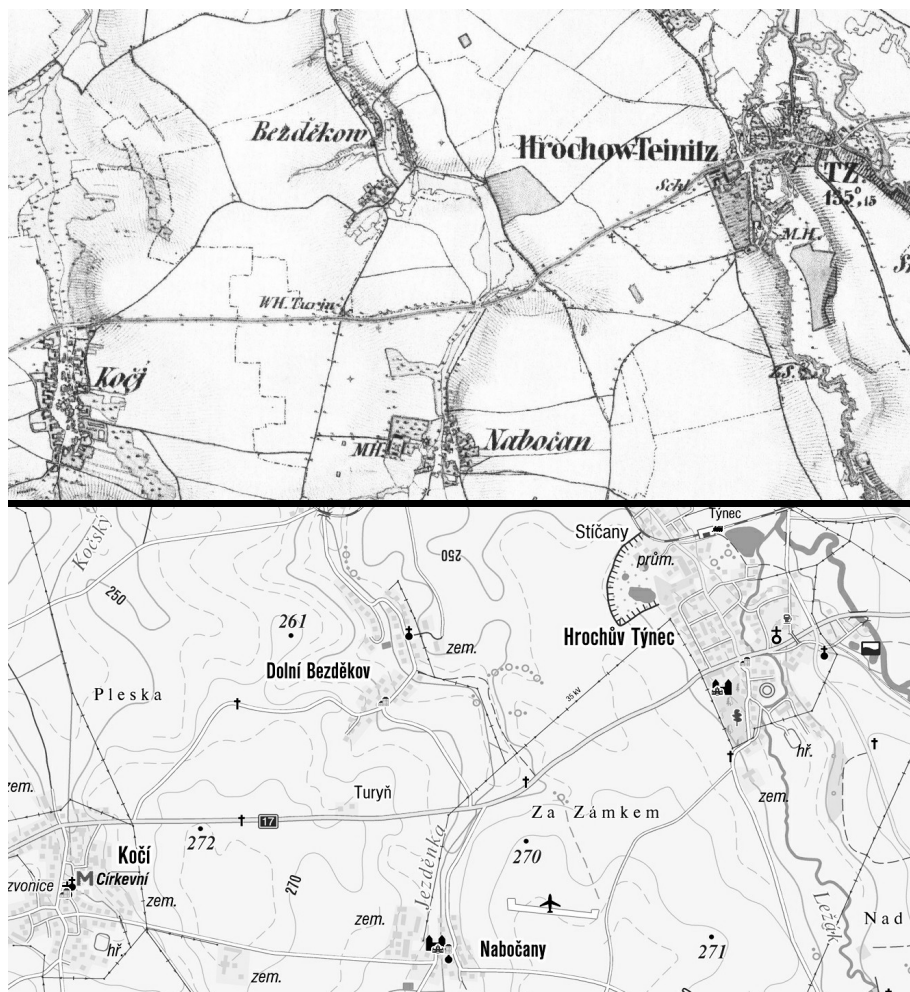 Bezděkow
Hrochow-Teinitz
Schl.
TZ.
135°,15
M.H.
WH. Turin
Kočj
Z.S.
MH.
Nabočan
Týnec
Stíčany
prům.
Kočský
250
250
261
Hrochův Týnec
Dolní Bezděkov
zem.
Pleska
35 kV
hř.
zem.
Turyň
zem.
Za Zámkem
17
272
270
Kočí
Jezděnka
zvonice
Církevní
270
zem.
zem.
Ležák
Nad
hř.
Nabočany
271
zem.